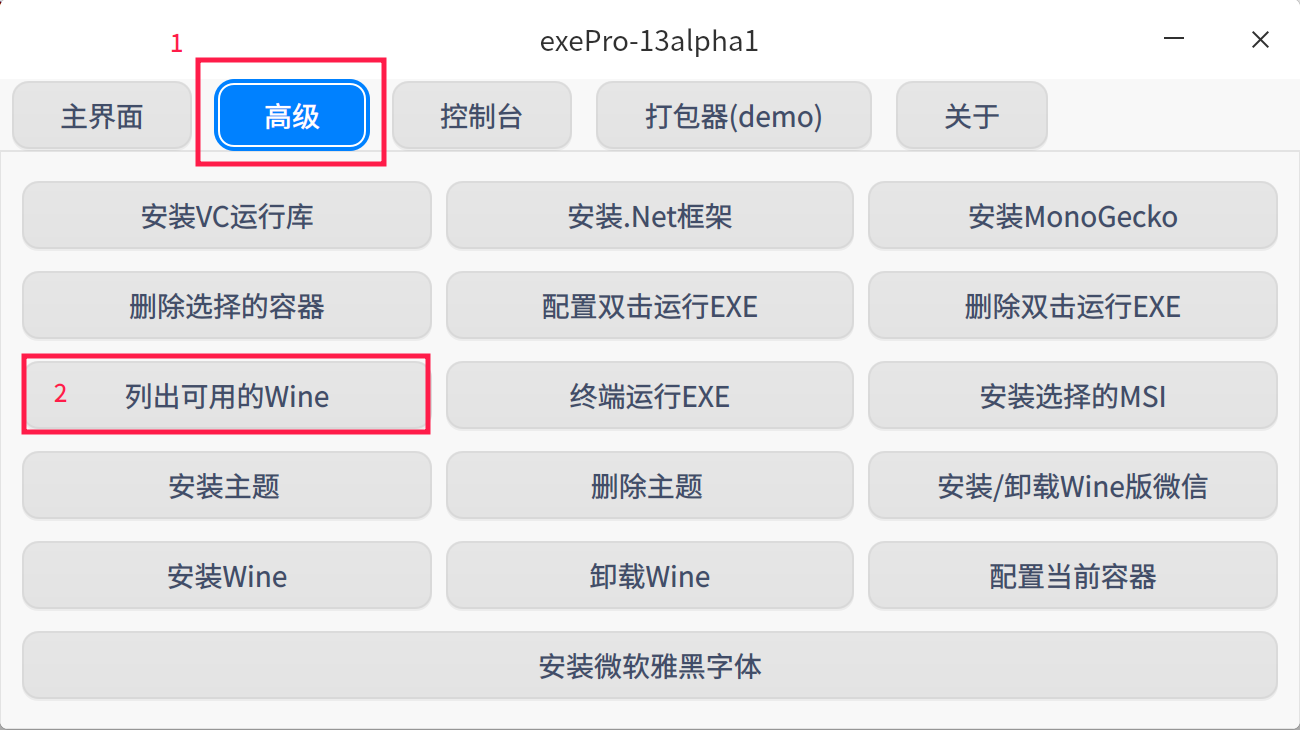 1
exePro-13alpha1
主界面 高级 控制台 打包器(demo) 关于
安装VC运行库 安装.Net框架 安装MonoGecko
删除选择的容器 配置双击运行EXE 删除双击运行EXE
2 列出可用的Wine 终端运行EXE 安装选择的MSI
安装主题 删除主题 安装/卸载Wine版微信
安装Wine 卸载Wine 配置当前容器
安装微软雅黑字体